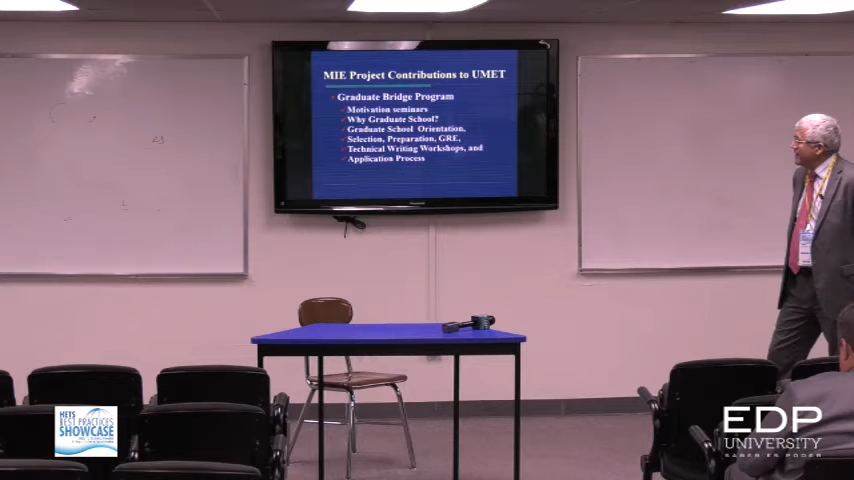 MIE Project Contributions to UMET
Graduate Bridge Program
Motivation seminars
Why Graduate School?
Graduate School Orientation,
Selection, Preparation, GRE,
Technical Writing Workshops, and
Application Process
HETS
BEST PRACTICES
SHOWCASE
EDP
UNIVERSITY
SABER ES PODER